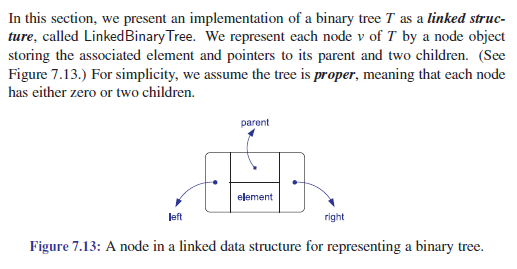 In this section, we present an implementation of a binary tree T as a linked struc-
ture, called LinkedBinaryTree. We represent each node v of T by a node object
storing the associated element and pointers to its parent and two children. (See
Figure 7.13.) For simplicity, we assume the tree is proper, meaning that each node
has either zero or two children.
parent
element
left
right
Figure 7.13: A node in a linked data structure for representing a binary tree.